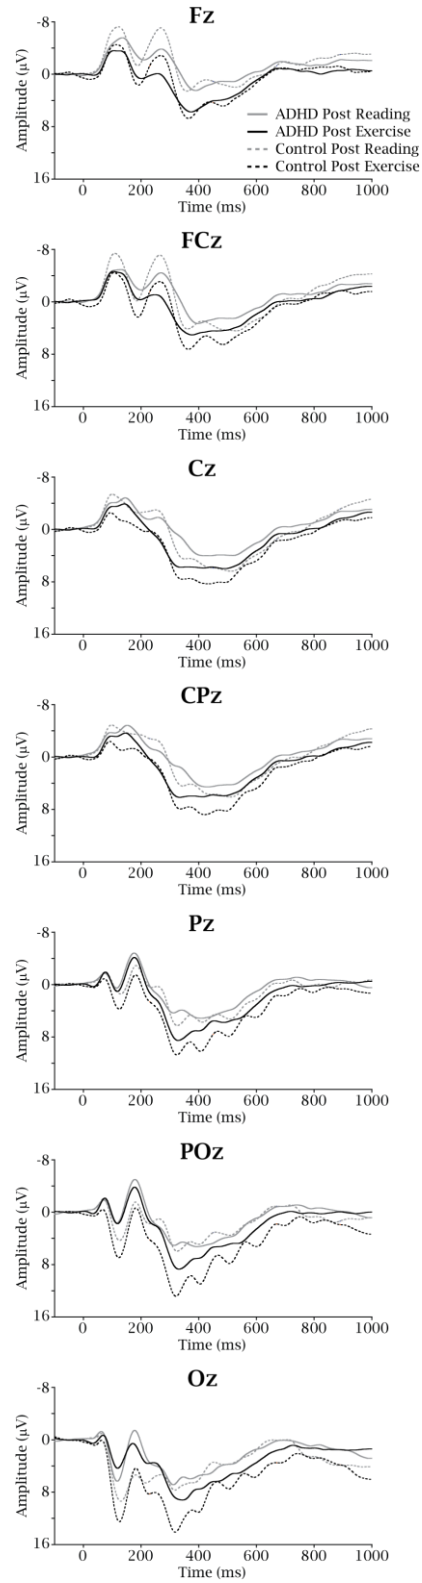 Fz
-8
0
8
16
Amplitude (µV)
ADHD Post Reading
ADHD Post Exercise
Control Post Reading
Control Post Exercise
0 200 400 600 800 1000
Time (ms)
FCz
-8
0
8
16
Amplitude (µV)
0 200 400 600 800 1000
Time (ms)
Cz
-8
0
8
16
Amplitude (µV)
0 200 400 600 800 1000
Time (ms)
CPz
-8
0
8
16
Amplitude (µV)
0 200 400 600 800 1000
Time (ms)
Pz
-8
0
8
16
Amplitude (µV)
0 200 400 600 800 1000
Time (ms)
POz
-8
0
8
16
Amplitude (µV)
0 200 400 600 800 1000
Time (ms)
Oz
-8
0
8
16
Amplitude (µV)
0 200 400 600 800 1000
Time (ms)